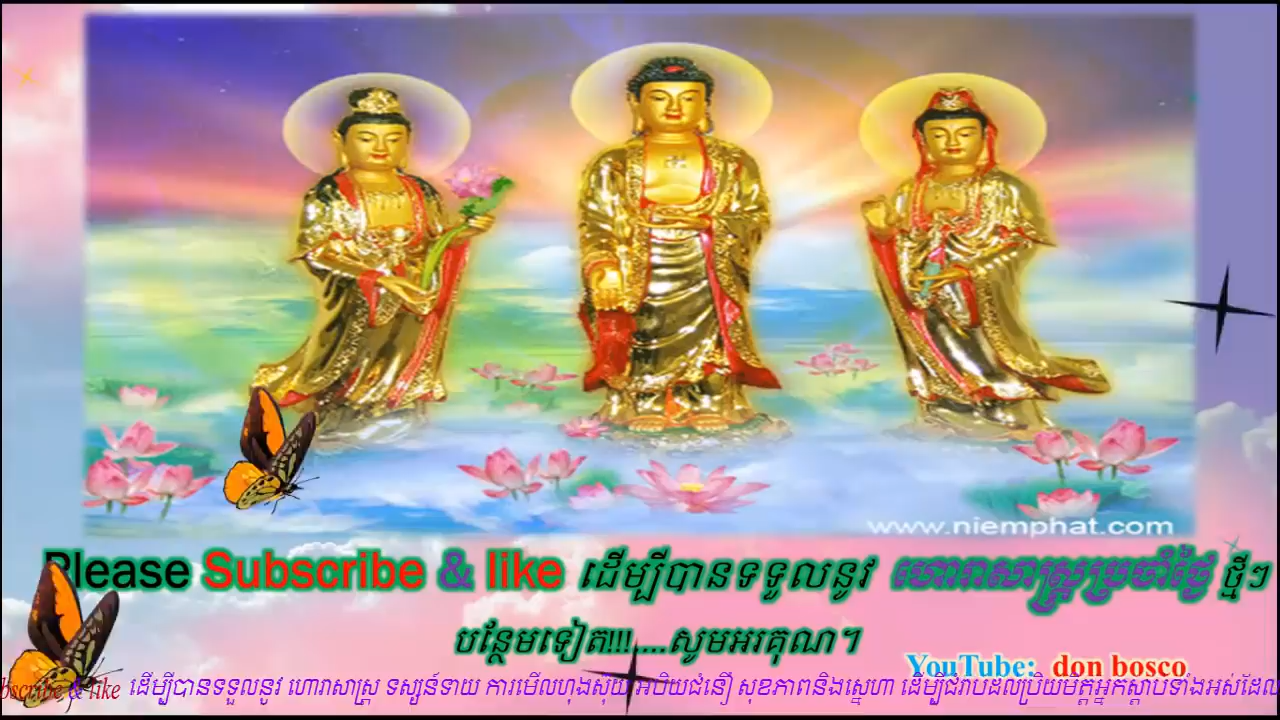 www.niemphat.com
Please Subscribe & like ដើម្បីបានទទួលនូវ ហោរាសាស្រ្តប្រចាំថ្ងៃ ថ្មីៗ
បន្ថែមទៀត!!!....សូមអរគុណ។
YouTube: don bosco
bscribe & like ដើម្បីបានទទួលនូវ ហោរាសាស្រ្ត ទស្សន៍ទាយ ការមើលហុងស៊ុយ អបិយជំនឿ សុខភាពនិងស្នេហា ដើម្បីជំរាបដល់ប្រិយមិត្តអ្នកស្តាប់ទាំងអស់ដែល